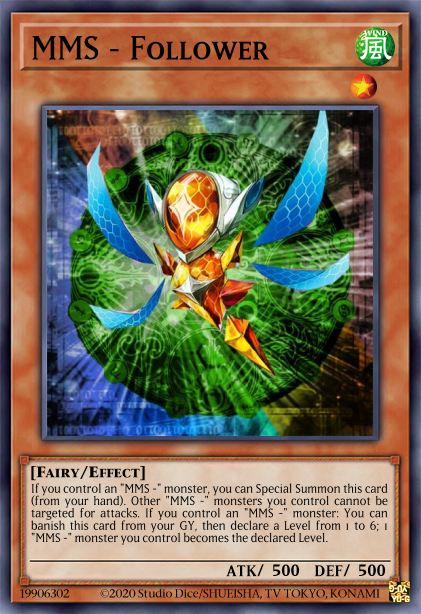 MMS - Follower
WIND
風
[Fairy/Effect]
If you control an "MMS -" monster, you can Special Summon this card
(from your hand). Other "MMS -" monsters you control cannot be
targeted for attacks. If you control an "MMS -" monster: You can
banish this card from your GY, then declare a Level from 1 to 6; 1
"MMS -" monster you control becomes the declared Level.
ATK/ 500 DEF/ 500
19906302 ©2020 Studio Dice/SHUEISHA, TV TOKYO, KONAMI